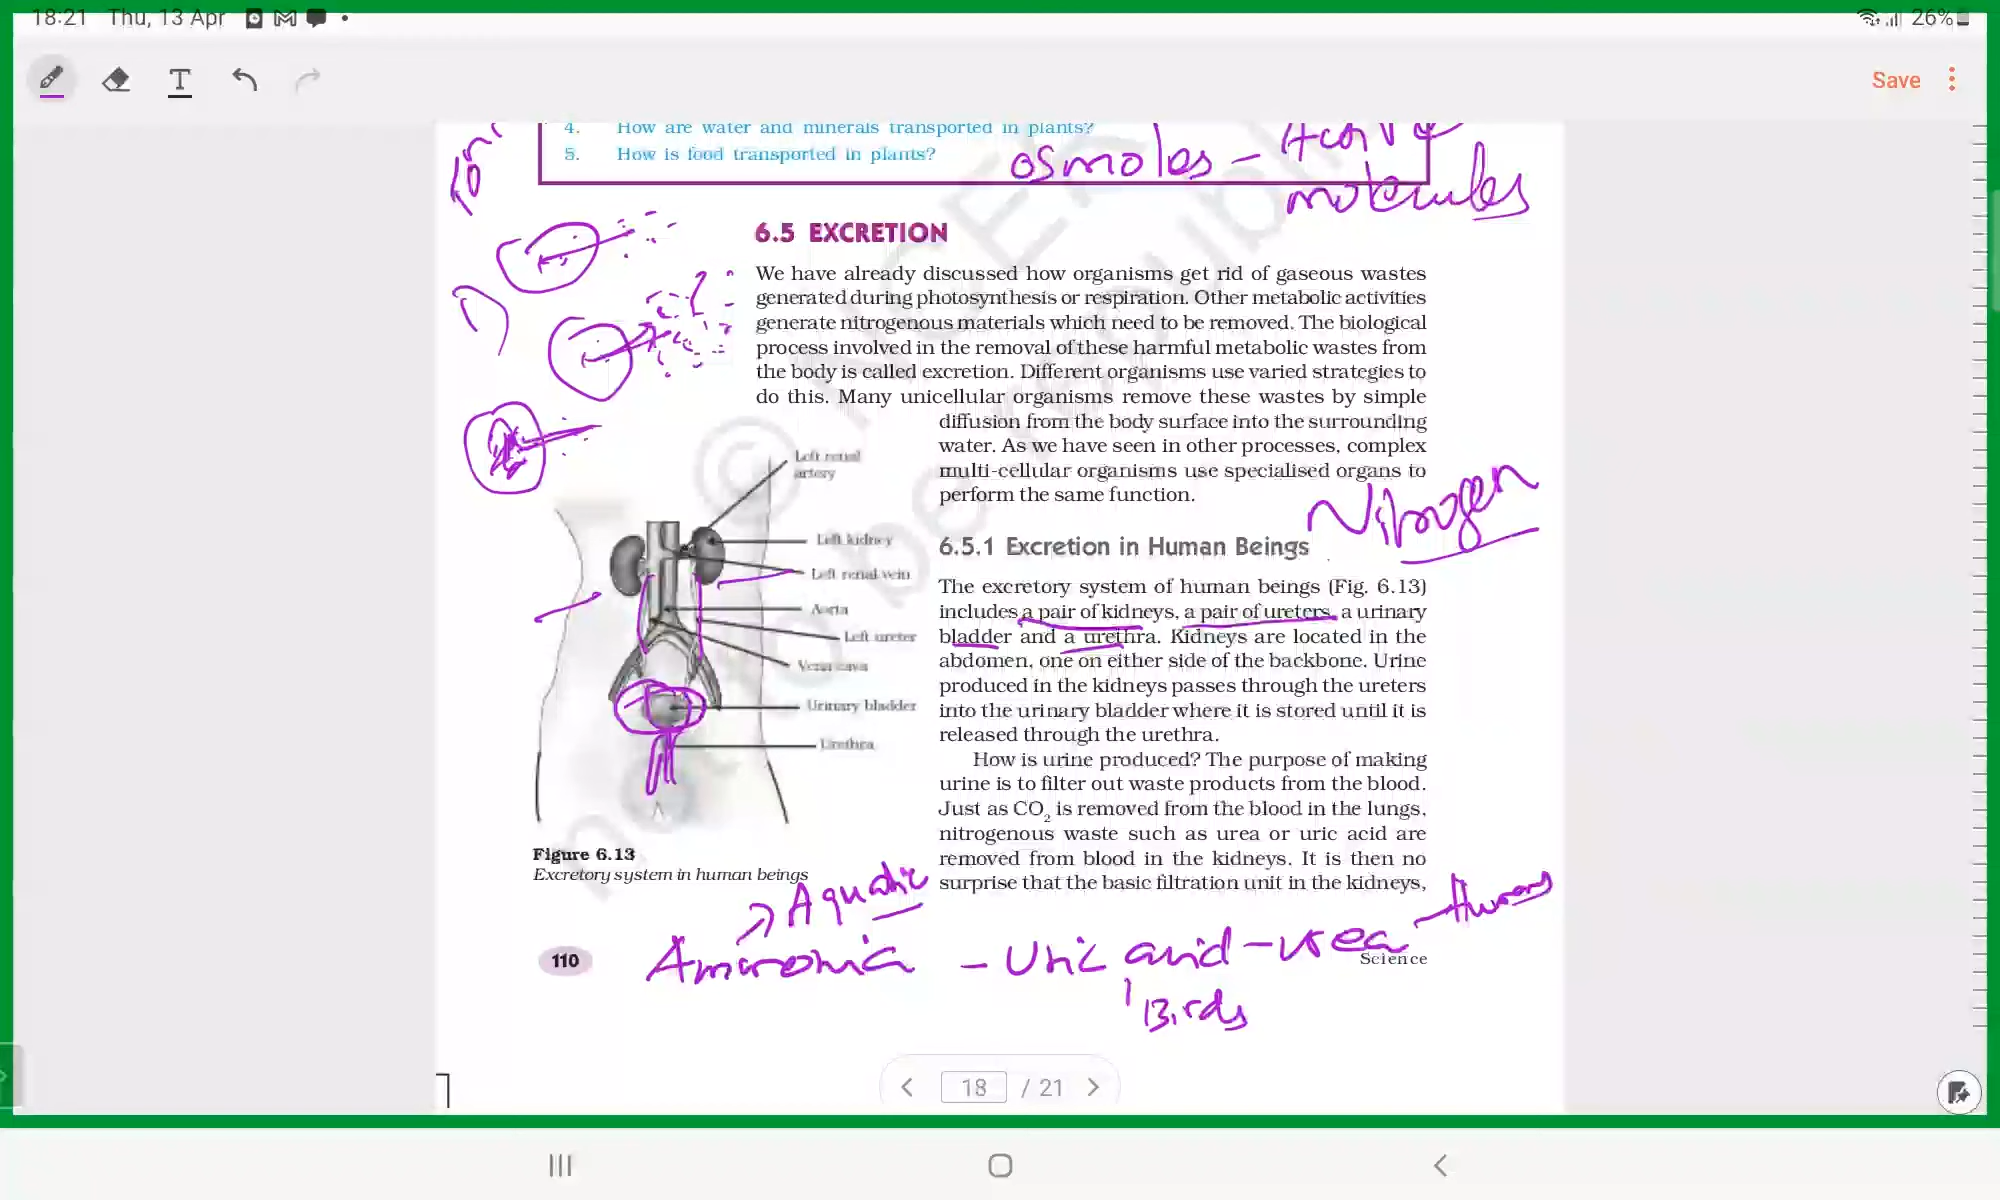 18:21 Thu, 13 Apr
26%
Save
4. How are water and minerals transported in plants?
5. How is food transported in plants?
osmoles - Active
molecules
6.5 EXCRETION
We have already discussed how organisms get rid of gaseous wastes
generated during photosynthesis or respiration. Other metabolic activities
generate nitrogenous materials which need to be removed. The biological
process involved in the removal of these harmful metabolic wastes from
the body is called excretion. Different organisms use varied strategies to
do this. Many unicellular organisms remove these wastes by simple
diffusion from the body surface into the surrounding
water. As we have seen in other processes, complex
multi-cellular organisms use specialised organs to
perform the same function.
Nitrogen
Left renal
artery
Left kidney
Left renal vein
Aorta
Left ureter
Vena cava
Urinary bladder
Urethra
Figure 6.13
Excretory system in human beings
6.5.1 Excretion in Human Beings
The excretory system of human beings (Fig. 6.13)
includes a pair of kidneys, a pair of ureters, a urinary
bladder and a urethra. Kidneys are located in the
abdomen, one on either side of the backbone. Urine
produced in the kidneys passes through the ureters
into the urinary bladder where it is stored until it is
released through the urethra.
How is urine produced? The purpose of making
urine is to filter out waste products from the blood.
Just as CO₂ is removed from the blood in the lungs,
nitrogenous waste such as urea or uric acid are
removed from blood in the kidneys. It is then no
surprise that the basic filtration unit in the kidneys,
Aquatic
Ammonia - Uric acid - urea - Humans
Birds
110
Science
18 / 21